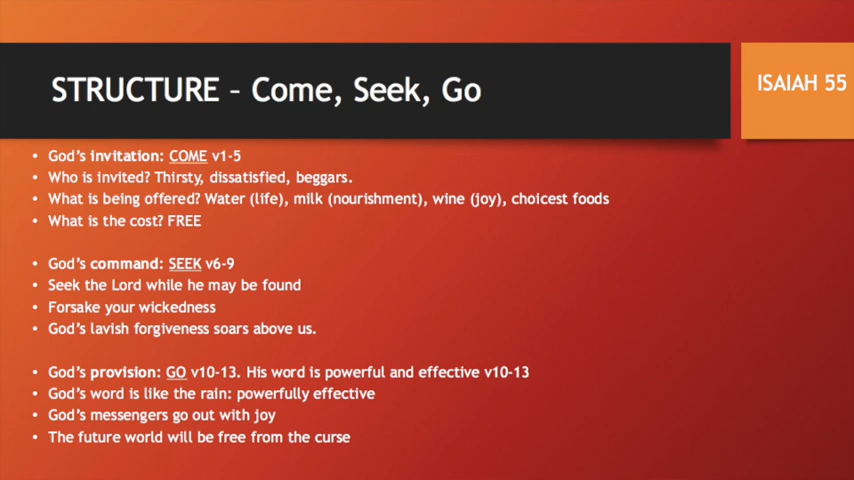 STRUCTURE – Come, Seek, Go
ISAIAH 55
• God's invitation: COME v1-5
• Who is invited? Thirsty, dissatisfied, beggars.
• What is being offered? Water (life), milk (nourishment), wine (joy), choicest foods
• What is the cost? FREE
• God's command: SEEK v6-9
• Seek the Lord while he may be found
• Forsake your wickedness
• God's lavish forgiveness soars above us.
• God's provision: GO v10-13. His word is powerful and effective v10-13
• God's word is like the rain: powerfully effective
• God's messengers go out with joy
• The future world will be free from the curse